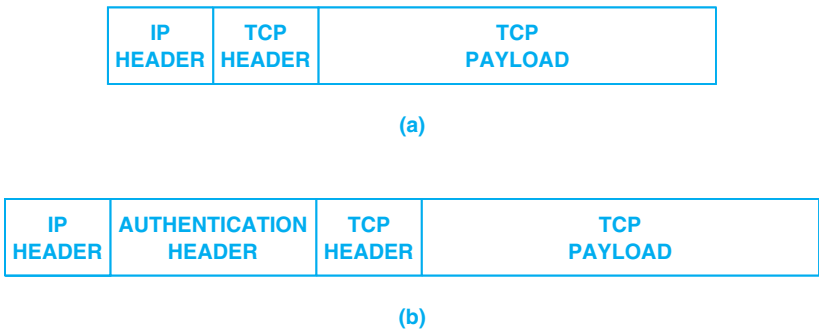 IP HEADER TCP HEADER TCP PAYLOAD
(a)
IP HEADER AUTHENTICATION HEADER TCP HEADER TCP PAYLOAD
(b)